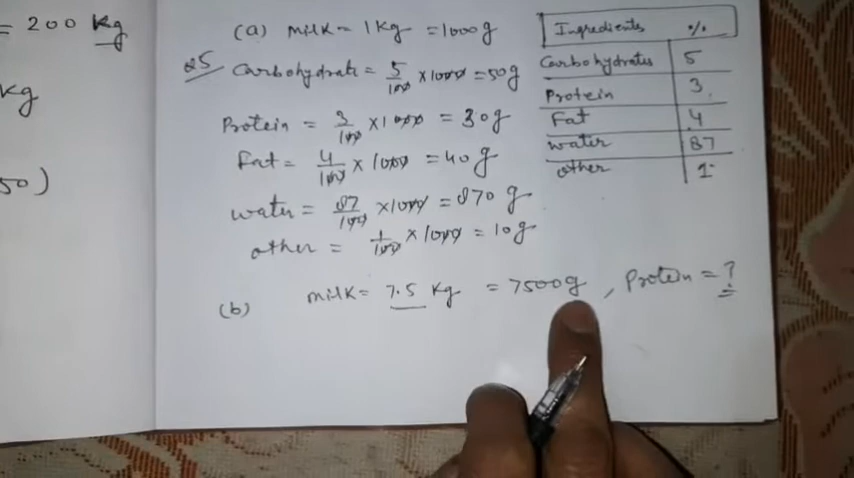 = 200 kg
kg
50)
(a) milk = 1kg = 1000g
Q5 Carbohydrate = 5/100 × 1000 = 50g
Protein = 3/100 × 1000 = 30g
Fat = 4/100 × 1000 = 40g
water = 87/100 × 1000 = 870 g
other = 1/100 × 1000 = 10g
Ingredients %
Carbohydrates 5
Protein 3
Fat 4
water 87
other 1
(b) milk = 7.5 Kg = 7500g, Protein = ?